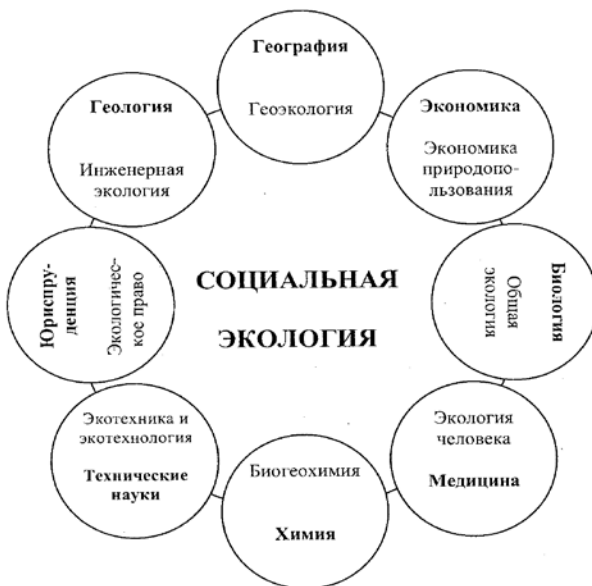 География
Геоэкология
Экономика
Экономика
природопо-
льзования
Биология
Общая
экология
Экология
человека
Медицина
Биогеохимия
Химия
Экотехника и
экотехнология
Технические
науки
Юриспру-
денция
Экологичес-
кое право
Геология
Инженерная
экология
СОЦИАЛЬНАЯ
ЭКОЛОГИЯ